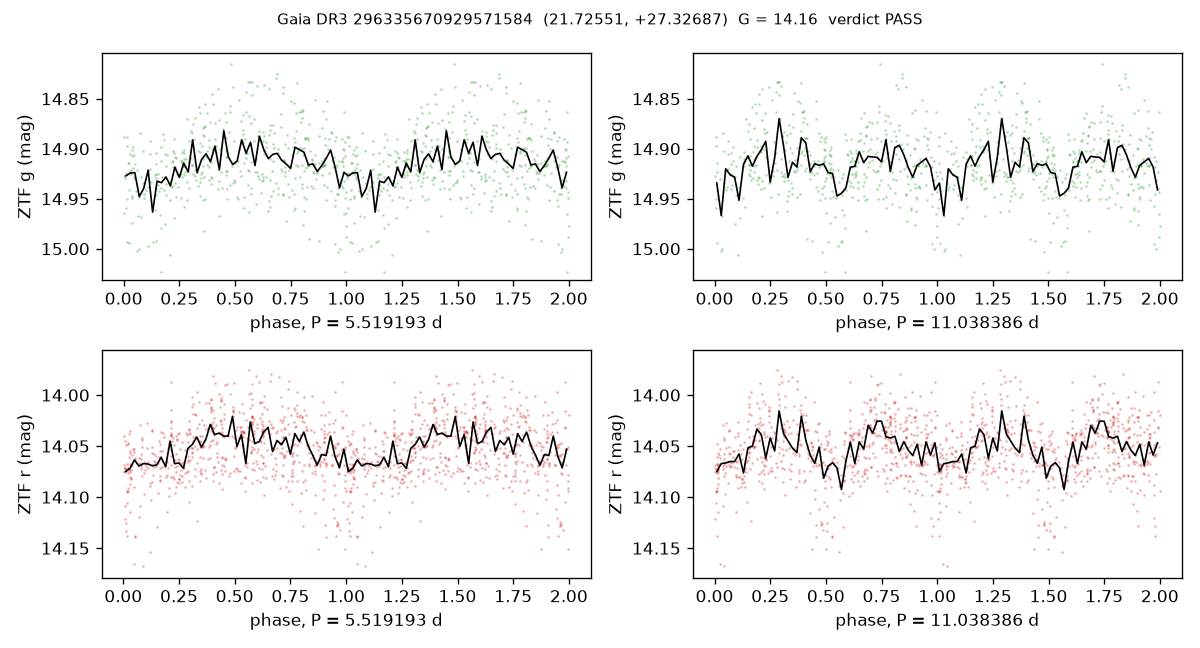 Gaia DR3 296335670929571584  (21.72551, +27.32687)  G = 14.16  verdict PASS
ZTF g (mag)
14.85
14.90
14.95
15.00
0.00 0.25 0.50 0.75 1.00 1.25 1.50 1.75 2.00
phase, P = 5.519193 d
ZTF g (mag)
14.85
14.90
14.95
15.00
0.00 0.25 0.50 0.75 1.00 1.25 1.50 1.75 2.00
phase, P = 11.038386 d
ZTF r (mag)
14.00
14.05
14.10
14.15
0.00 0.25 0.50 0.75 1.00 1.25 1.50 1.75 2.00
phase, P = 5.519193 d
ZTF r (mag)
14.00
14.05
14.10
14.15
0.00 0.25 0.50 0.75 1.00 1.25 1.50 1.75 2.00
phase, P = 11.038386 d